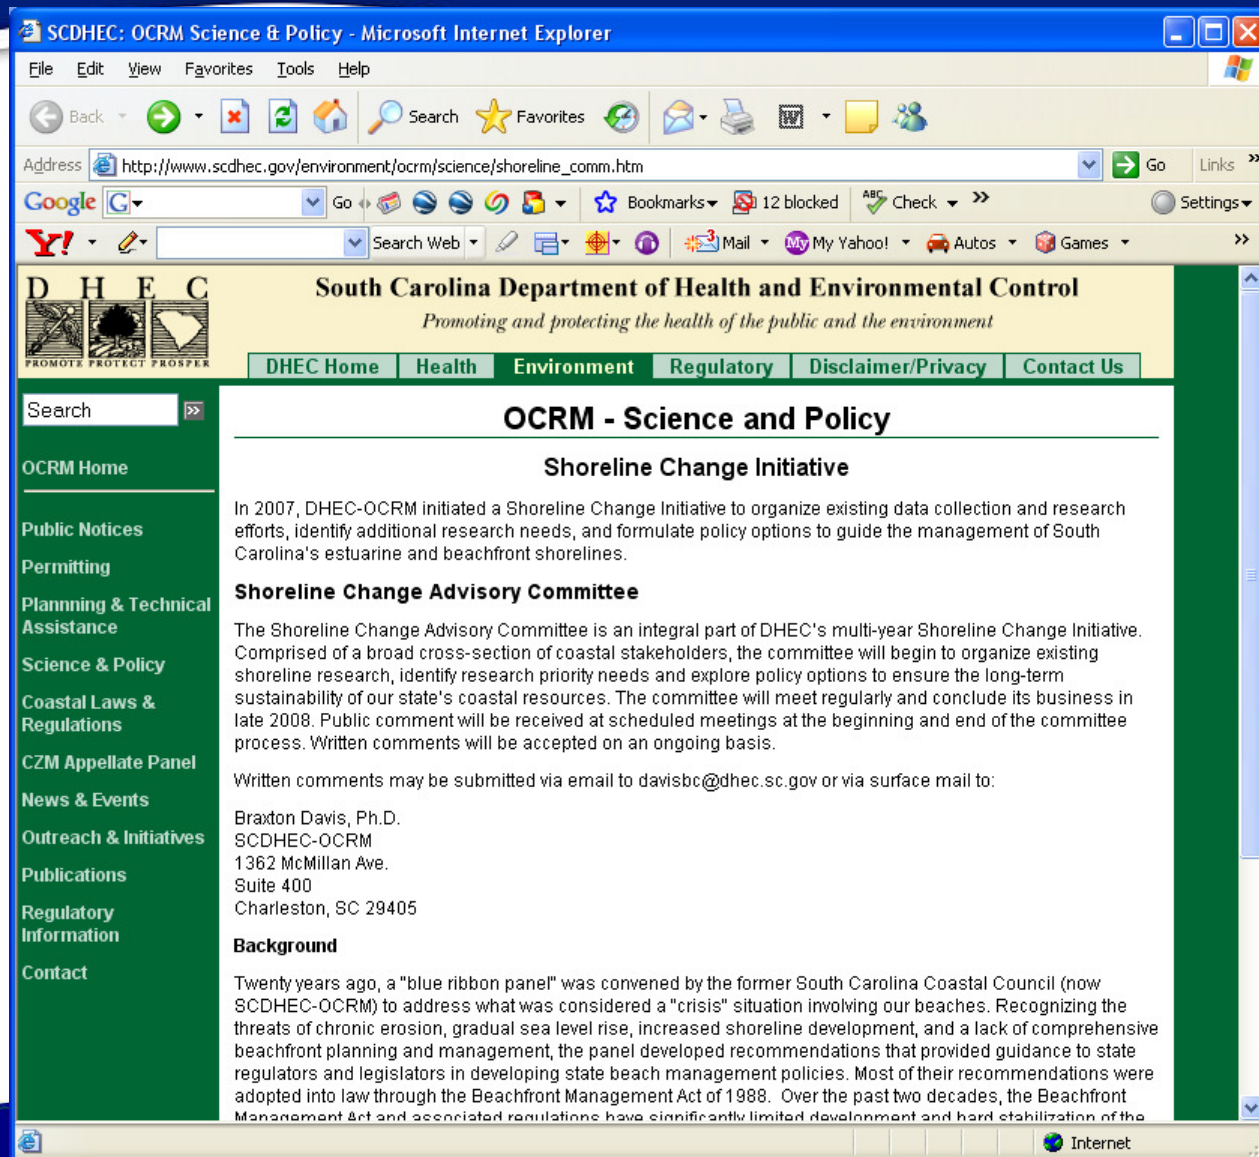 SCDHEC: OCRM Science & Policy - Microsoft Internet Explorer
File Edit View Favorites Tools Help
Back Search Favorites
Address http://www.scdhec.gov/environment/ocrm/science/shoreline_comm.htm Go Links »
Google G Go Bookmarks 12 blocked ABC Check » Settings
Y! Search Web 3 Mail My My Yahoo! Autos Games »
D H E C
PROMOTE PROTECT PROSPER
South Carolina Department of Health and Environmental Control
Promoting and protecting the health of the public and the environment
DHEC Home Health Environment Regulatory Disclaimer/Privacy Contact Us
Search »
OCRM Home
Public Notices
Permitting
Plannning & Technical
Assistance
Science & Policy
Coastal Laws &
Regulations
CZM Appellate Panel
News & Events
Outreach & Initiatives
Publications
Regulatory
Information
Contact
OCRM - Science and Policy
Shoreline Change Initiative
In 2007, DHEC-OCRM initiated a Shoreline Change Initiative to organize existing data collection and research
efforts, identify additional research needs, and formulate policy options to guide the management of South
Carolina's estuarine and beachfront shorelines.
Shoreline Change Advisory Committee
The Shoreline Change Advisory Committee is an integral part of DHEC's multi-year Shoreline Change Initiative.
Comprised of a broad cross-section of coastal stakeholders, the committee will begin to organize existing
shoreline research, identify research priority needs and explore policy options to ensure the long-term
sustainability of our state's coastal resources. The committee will meet regularly and conclude its business in
late 2008. Public comment will be received at scheduled meetings at the beginning and end of the committee
process. Written comments will be accepted on an ongoing basis.
Written comments may be submitted via email to davisbc@dhec.sc.gov or via surface mail to:
Braxton Davis, Ph.D.
SCDHEC-OCRM
1362 McMillan Ave.
Suite 400
Charleston, SC 29405
Background
Twenty years ago, a "blue ribbon panel" was convened by the former South Carolina Coastal Council (now
SCDHEC-OCRM) to address what was considered a "crisis" situation involving our beaches. Recognizing the
threats of chronic erosion, gradual sea level rise, increased shoreline development, and a lack of comprehensive
beachfront planning and management, the panel developed recommendations that provided guidance to state
regulators and legislators in developing state beach management policies. Most of their recommendations were
adopted into law through the Beachfront Management Act of 1988. Over the past two decades, the Beachfront
Management Act and associated regulations have significantly limited development and hard stabilization of the
Internet